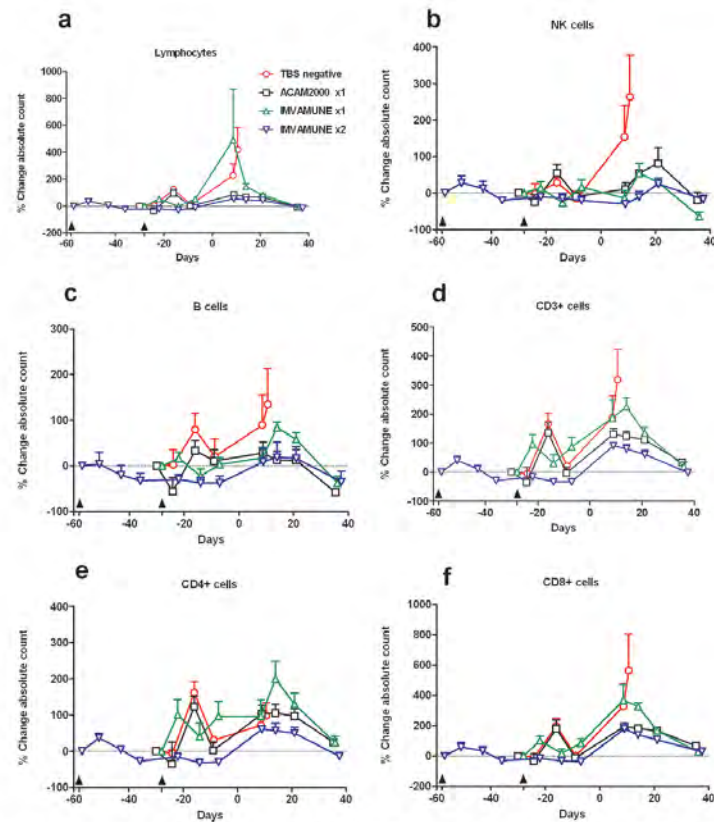 a
Lymphocytes
% Change absolute count
1000
800
600
400
200
0
-200
-60
-40
-20
0
20
40
Days
TBS negative
ACAM2000 x1
IMVAMUNE x1
IMVAMUNE x2
b
NK cells
% Change absolute count
400
300
200
100
0
-100
-60
-40
-20
0
20
40
Days
c
B cells
% Change absolute count
300
200
100
0
-100
-60
-40
-20
0
20
40
Days
d
CD3+ cells
% Change absolute count
500
400
300
200
100
0
-100
-60
-40
-20
0
20
40
Days
e
CD4+ cells
% Change absolute count
400
300
200
100
0
-100
-60
-40
-20
0
20
40
Days
f
CD8+ cells
% Change absolute count
1000
800
600
400
200
0
-200
-60
-40
-20
0
20
40
Days